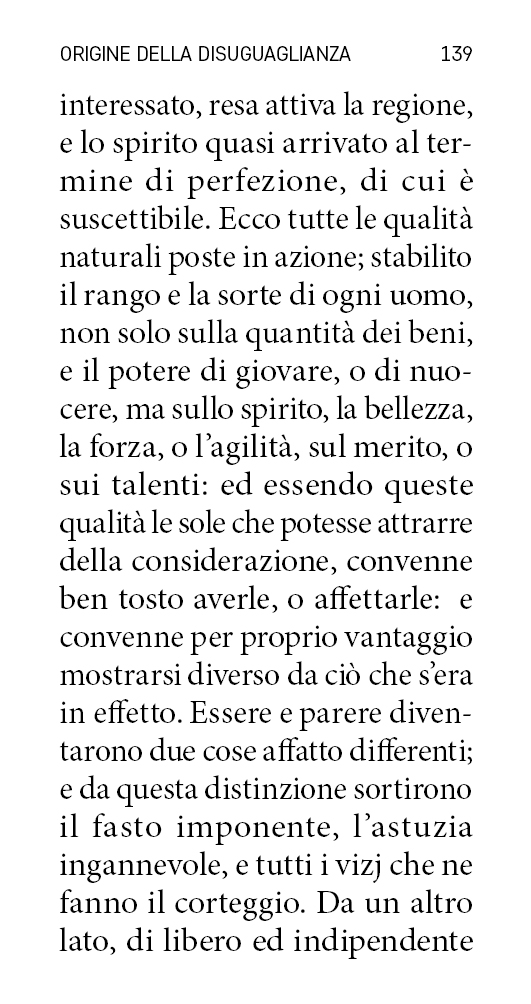 ORIGINE DELLA DISUGUAGLIANZA 139
interessato, resa attiva la regione,
e lo spirito quasi arrivato al ter-
mine di perfezione, di cui è
suscettibile. Ecco tutte le qualità
naturali poste in azione; stabilito
il rango e la sorte di ogni uomo,
non solo sulla quantità dei beni,
e il potere di giovare, o di nuo-
cere, ma sullo spirito, la bellezza,
la forza, o l’agilità, sul merito, o
sui talenti: ed essendo queste
qualità le sole che potesse attrarre
della considerazione, convenne
ben tosto averle, o affettarle: e
convenne per proprio vantaggio
mostrarsi diverso da ciò che s’era
in effetto. Essere e parere diven-
tarono due cose affatto differenti;
e da questa distinzione sortirono
il fasto imponente, l’astuzia
ingannevole, e tutti i vizj che ne
fanno il corteggio. Da un altro
lato, di libero ed indipendente